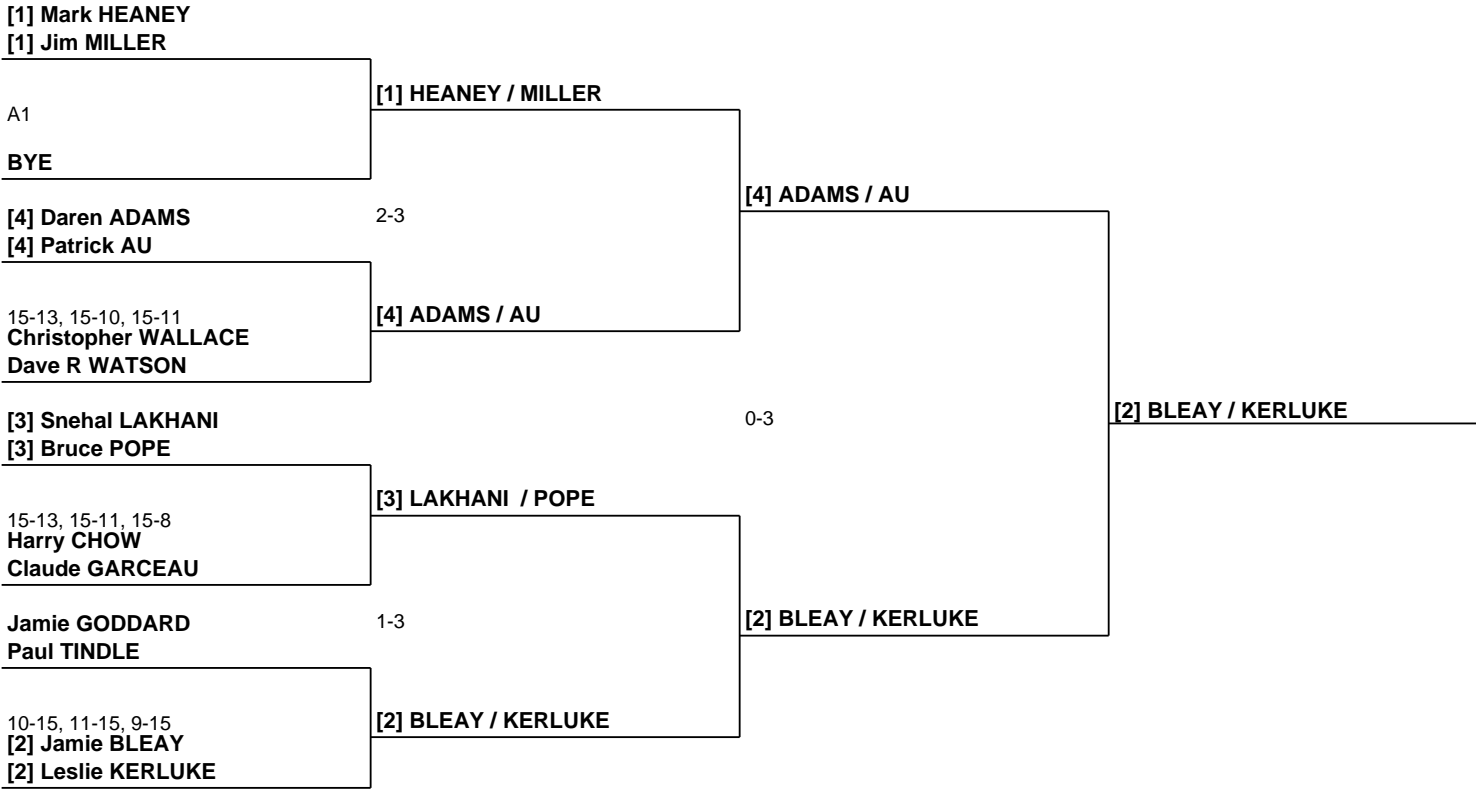 [1] Mark HEANEY
[1] Jim MILLER
[1] HEANEY / MILLER
A1
BYE
[4] ADAMS / AU
[4] Daren ADAMS
2-3
[4] Patrick AU
[4] ADAMS / AU
15-13, 15-10, 15-11
Christopher WALLACE
Dave R WATSON
[2] BLEAY / KERLUKE
[3] Snehal LAKHANI
0-3
[3] Bruce POPE
[3] LAKHANI / POPE
15-13, 15-11, 15-8
Harry CHOW
Claude GARCEAU
Jamie GODDARD
1-3
[2] BLEAY / KERLUKE
Paul TINDLE
[2] BLEAY / KERLUKE
10-15, 11-15, 9-15
[2] Jamie BLEAY
[2] Leslie KERLUKE